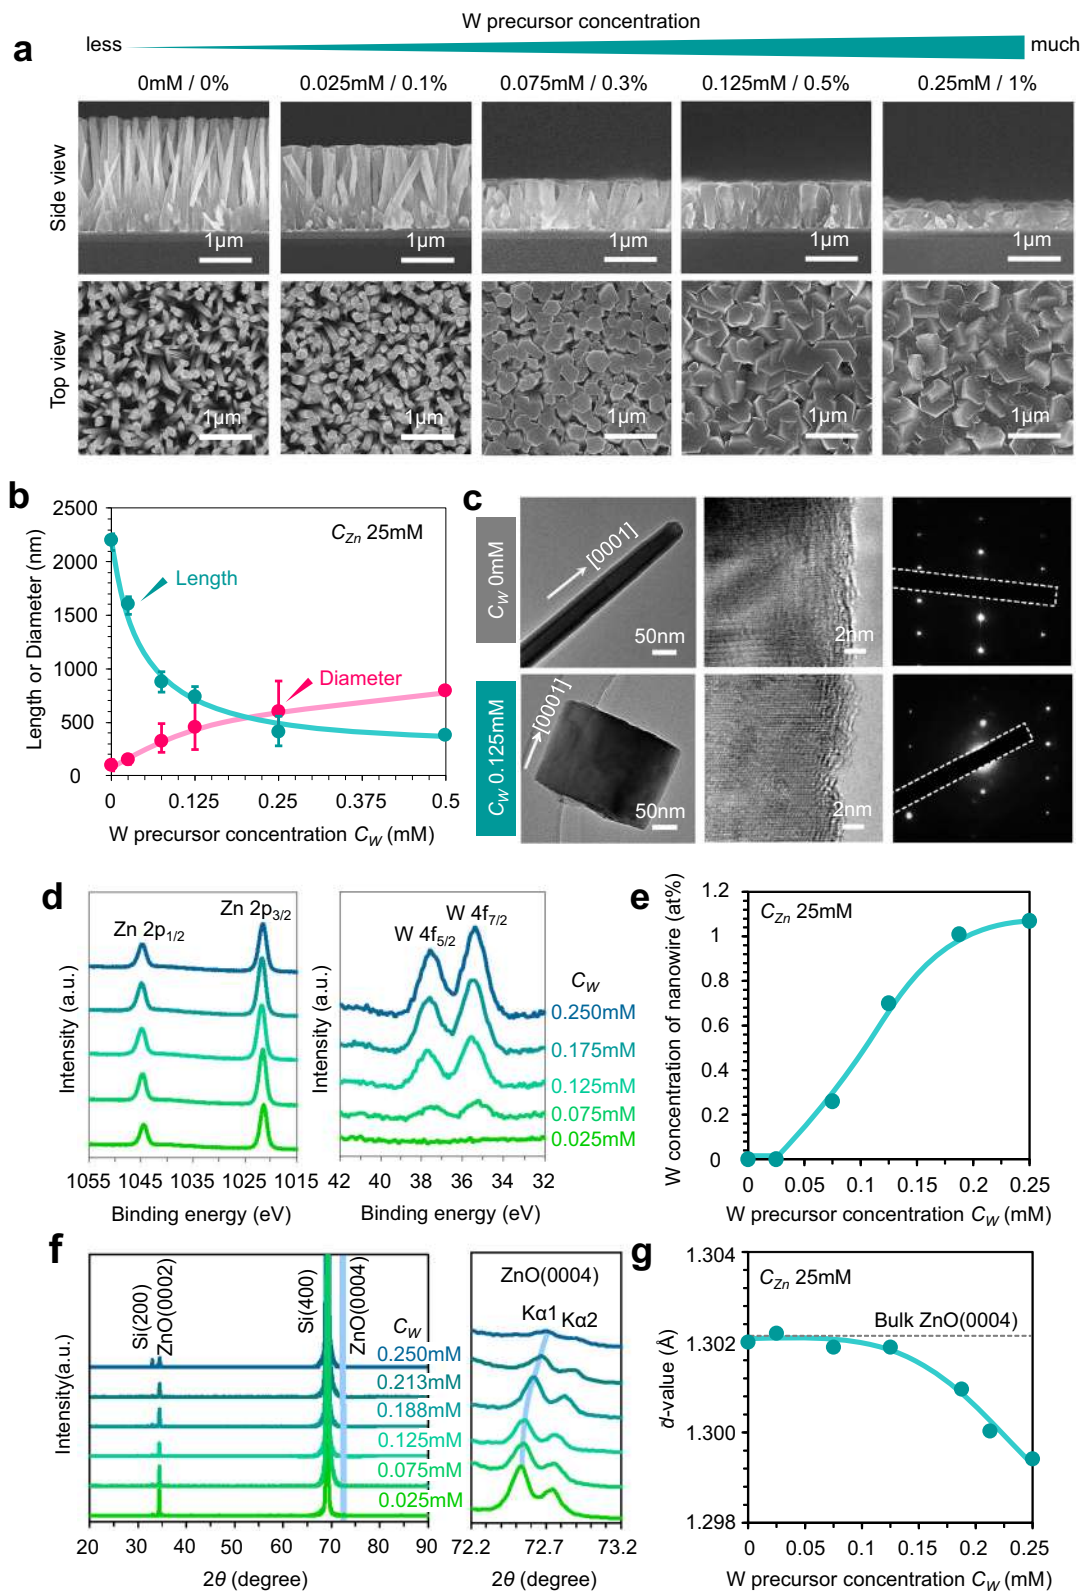 W precursor concentration
a
less
much
0mM / 0%
0.025mM / 0.1%
0.075mM / 0.3%
0.125mM / 0.5%
0.25mM / 1%
Side view
1μm
1μm
1μm
1μm
1μm
Top view
1μm
1μm
1μm
1μm
1μm
b
Length or Diameter (nm)
2500
2000
1500
1000
500
0
C_Zn 25mM
Length
Diameter
0
0.125
0.25
0.375
0.5
W precursor concentration C_W (mM)
c
C_W 0mM
[0001]
50nm
2nm
C_W 0.125mM
[0001]
50nm
2nm
d
Intensity (a.u.)
Zn 2p1/2
Zn 2p3/2
1055
1045
1035
1025
1015
Binding energy (eV)
Intensity (a.u.)
W 4f5/2
W 4f7/2
C_W
0.250mM
0.175mM
0.125mM
0.075mM
0.025mM
42
40
38
36
34
32
Binding energy (eV)
e
W concentration of nanowire (at%)
1.2
1
0.8
0.6
0.4
0.2
0
C_Zn 25mM
0
0.05
0.1
0.15
0.2
0.25
W precursor concentration C_W (mM)
f
Intensity(a.u.)
Si(200)
ZnO(0002)
Si(400)
ZnO(0004)
C_W
0.250mM
0.213mM
0.188mM
0.125mM
0.075mM
0.025mM
20
30
40
50
60
70
80
90
2θ (degree)
ZnO(0004)
Kα1
Kα2
72.2
72.7
73.2
2θ (degree)
g
d-value (Å)
1.304
1.302
1.300
1.298
C_Zn 25mM
Bulk ZnO(0004)
0
0.05
0.1
0.15
0.2
0.25
W precursor concentration C_W (mM)